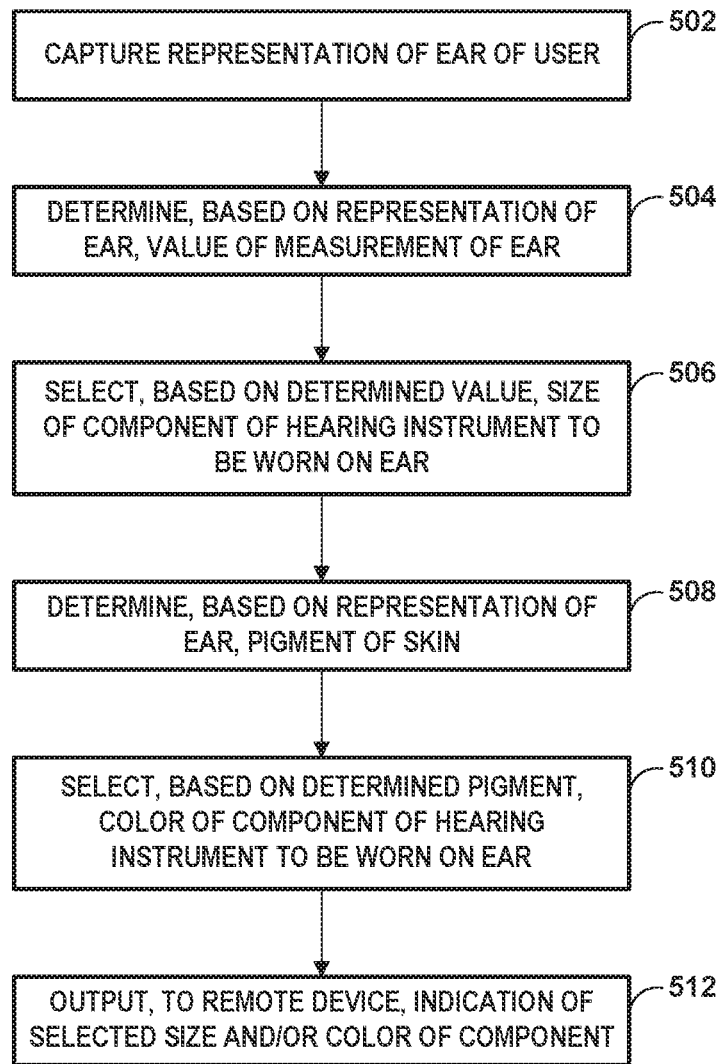 502
CAPTURE REPRESENTATION OF EAR OF USER
504
DETERMINE, BASED ON REPRESENTATION OF
EAR, VALUE OF MEASUREMENT OF EAR
506
SELECT, BASED ON DETERMINED VALUE, SIZE
OF COMPONENT OF HEARING INSTRUMENT TO
BE WORN ON EAR
508
DETERMINE, BASED ON REPRESENTATION OF
EAR, PIGMENT OF SKIN
510
SELECT, BASED ON DETERMINED PIGMENT,
COLOR OF COMPONENT OF HEARING
INSTRUMENT TO BE WORN ON EAR
512
OUTPUT, TO REMOTE DEVICE, INDICATION OF
SELECTED SIZE AND/OR COLOR OF COMPONENT